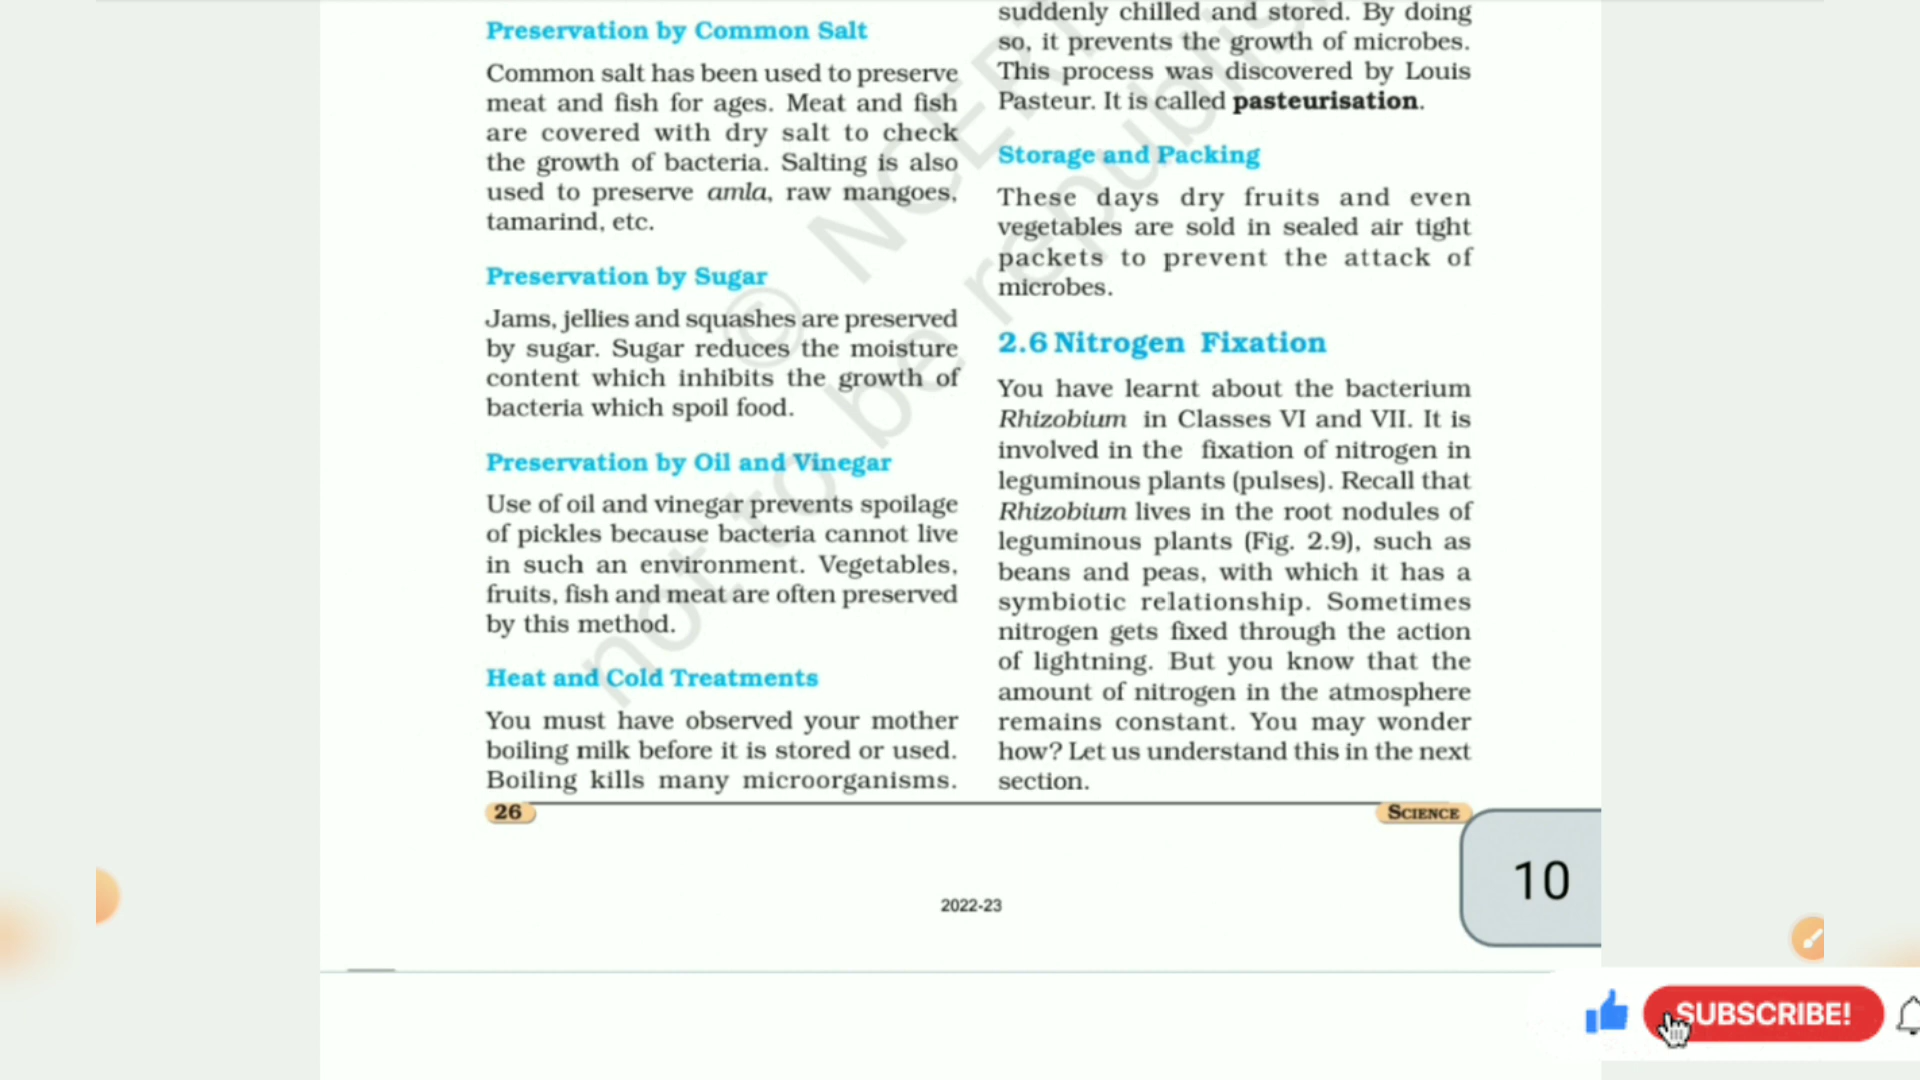 Preservation by Common Salt
Common salt has been used to preserve
meat and fish for ages. Meat and fish
are covered with dry salt to check
the growth of bacteria. Salting is also
used to preserve amla, raw mangoes,
tamarind, etc.
Preservation by Sugar
Jams, jellies and squashes are preserved
by sugar. Sugar reduces the moisture
content which inhibits the growth of
bacteria which spoil food.
Preservation by Oil and Vinegar
Use of oil and vinegar prevents spoilage
of pickles because bacteria cannot live
in such an environment. Vegetables,
fruits, fish and meat are often preserved
by this method.
Heat and Cold Treatments
You must have observed your mother
boiling milk before it is stored or used.
Boiling kills many microorganisms.
suddenly chilled and stored. By doing
so, it prevents the growth of microbes.
This process was discovered by Louis
Pasteur. It is called pasteurisation.
Storage and Packing
These days dry fruits and even
vegetables are sold in sealed air tight
packets to prevent the attack of
microbes.
2.6 Nitrogen Fixation
You have learnt about the bacterium
Rhizobium in Classes VI and VII. It is
involved in the fixation of nitrogen in
leguminous plants (pulses). Recall that
Rhizobium lives in the root nodules of
leguminous plants (Fig. 2.9), such as
beans and peas, with which it has a
symbiotic relationship. Sometimes
nitrogen gets fixed through the action
of lightning. But you know that the
amount of nitrogen in the atmosphere
remains constant. You may wonder
how? Let us understand this in the next
section.
© NCERT
not to be republis
26
SCIENCE
10
2022-23
SUBSCRIBE!